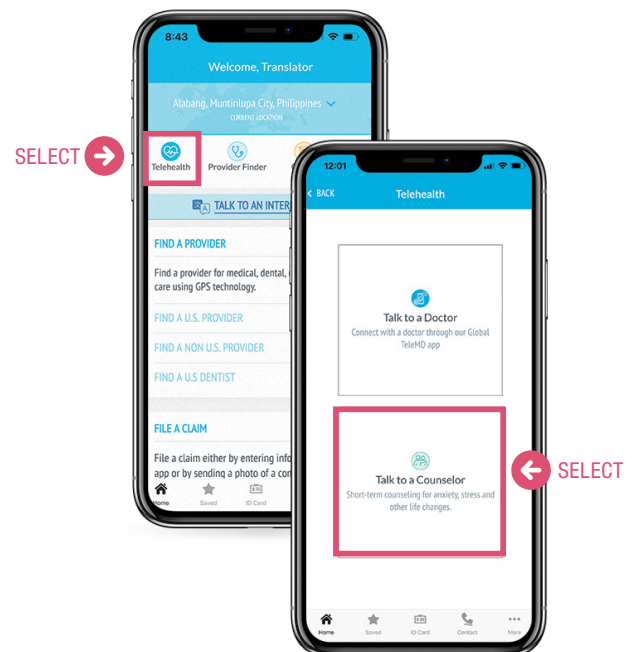 8:43
Welcome, Translator
Alabang, Muntinlupa City, Philippines
CURRENT LOCATION
SELECT
Telehealth
Provider Finder
TALK TO AN INTER
FIND A PROVIDER
Find a provider for medical, dental,
care using GPS technology.
FIND A U.S. PROVIDER
FIND A NON U.S. PROVIDER
FIND A U.S DENTIST
FILE A CLAIM
File a claim either by entering info
app or by sending a photo of a con
Home
Saved
ID Card
12:01
< BACK
Telehealth
Talk to a Doctor
Connect with a doctor through our Global
TeleMD app
Talk to a Counselor
Short-term counseling for anxiety, stress and
other life changes.
SELECT
Home
Saved
ID Card
Contact
More